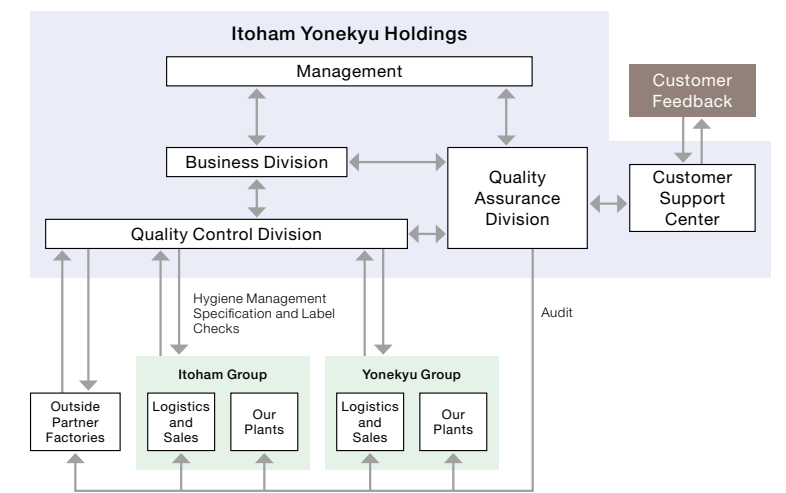 Itoham Yonekyu Holdings
Management
Customer
Feedback
Business Division
Quality
Assurance
Division
Customer
Support
Center
Quality Control Division
Hygiene Management
Specification and Label
Checks
Audit
Itoham Group
Yonekyu Group
Outside
Partner
Factories
Logistics
and
Sales
Our
Plants
Logistics
and
Sales
Our
Plants